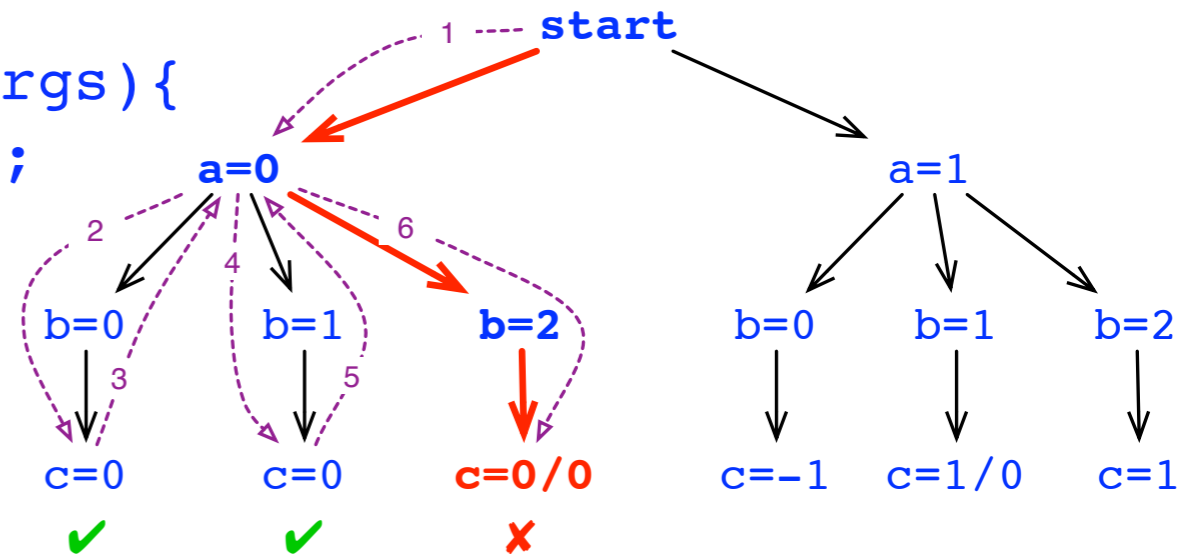 start
1
rgs){
;
a=0
a=1
2
6
4
b=0
b=1
b=2
b=0
b=1
b=2
3
5
c=0
c=0
c=0/0
c=-1
c=1/0
c=1
✔
✔
✘